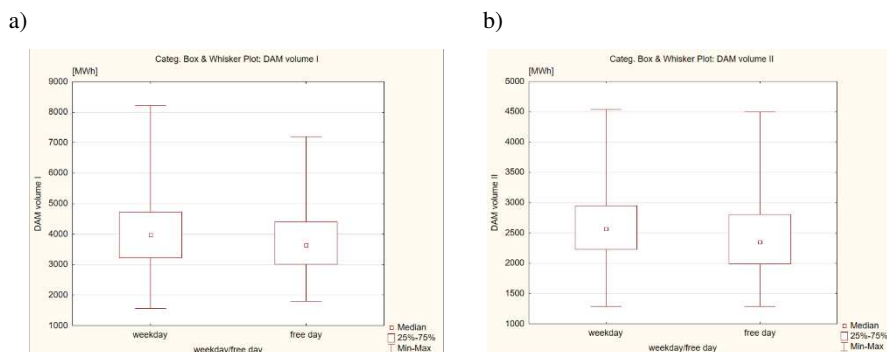 a)
b)
Categ. Box & Whisker Plot: DAM volume I
[MWh]
9000
8000
7000
6000
5000
4000
3000
2000
1000
DAM volume I
weekday
free day
weekday/free day
Median
25%-75%
Min-Max
Categ. Box & Whisker Plot: DAM volume II
[MWh]
5000
4500
4000
3500
3000
2500
2000
1500
1000
DAM volume II
weekday
free day
weekday/free day
Median
25%-75%
Min-Max